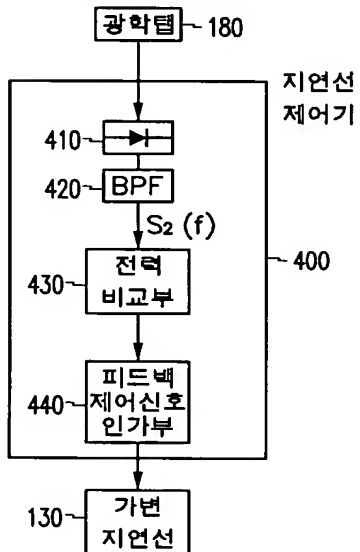 광학탭 180
지연선
제어기
410
420 BPF
S₂ (f)
430 전력
비교부
400
440 피드백
제어신호
인가부
130 가변
지연선